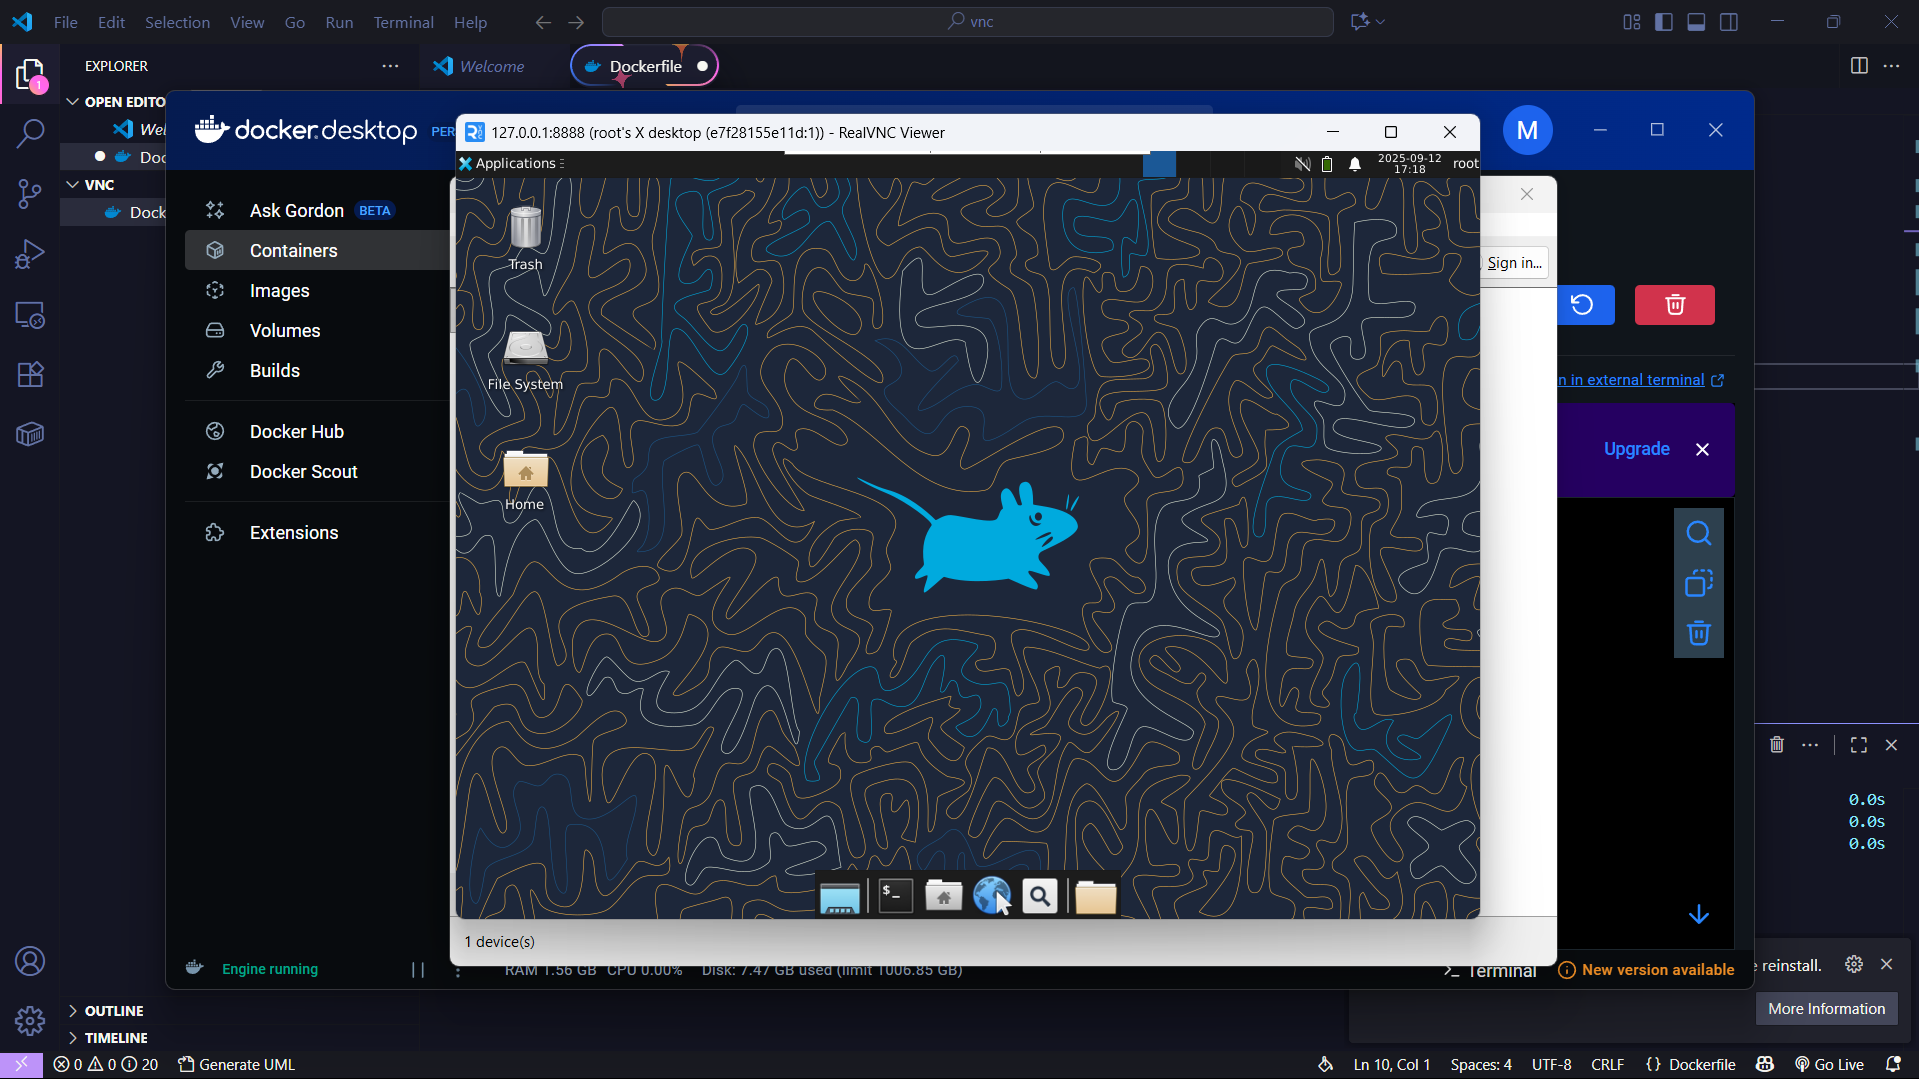 File Edit Selection View Go Run Terminal Help
vnc
EXPLORER
Welcome
Dockerfile
OPEN EDITO
Wel
Doc
VNC
Dock
docker.desktop PER
M
127.0.0.1:8888 (root's X desktop (e7f28155e11d:1)) - RealVNC Viewer
Applications
2025-09-12
17:18
root
Ask Gordon BETA
Containers
Images
Volumes
Builds
Docker Hub
Docker Scout
Extensions
Trash
File System
Home
Sign in...
n in external terminal
Upgrade
0.0s
0.0s
0.0s
1 device(s)
Engine running
RAM 1.56 GB CPU 0.00% Disk: 7.47 GB used (limit 1006.85 GB)
Terminal
New version available
e reinstall.
More Information
OUTLINE
TIMELINE
0 0 20 Generate UML
Ln 10, Col 1 Spaces: 4 UTF-8 CRLF {} Dockerfile Go Live